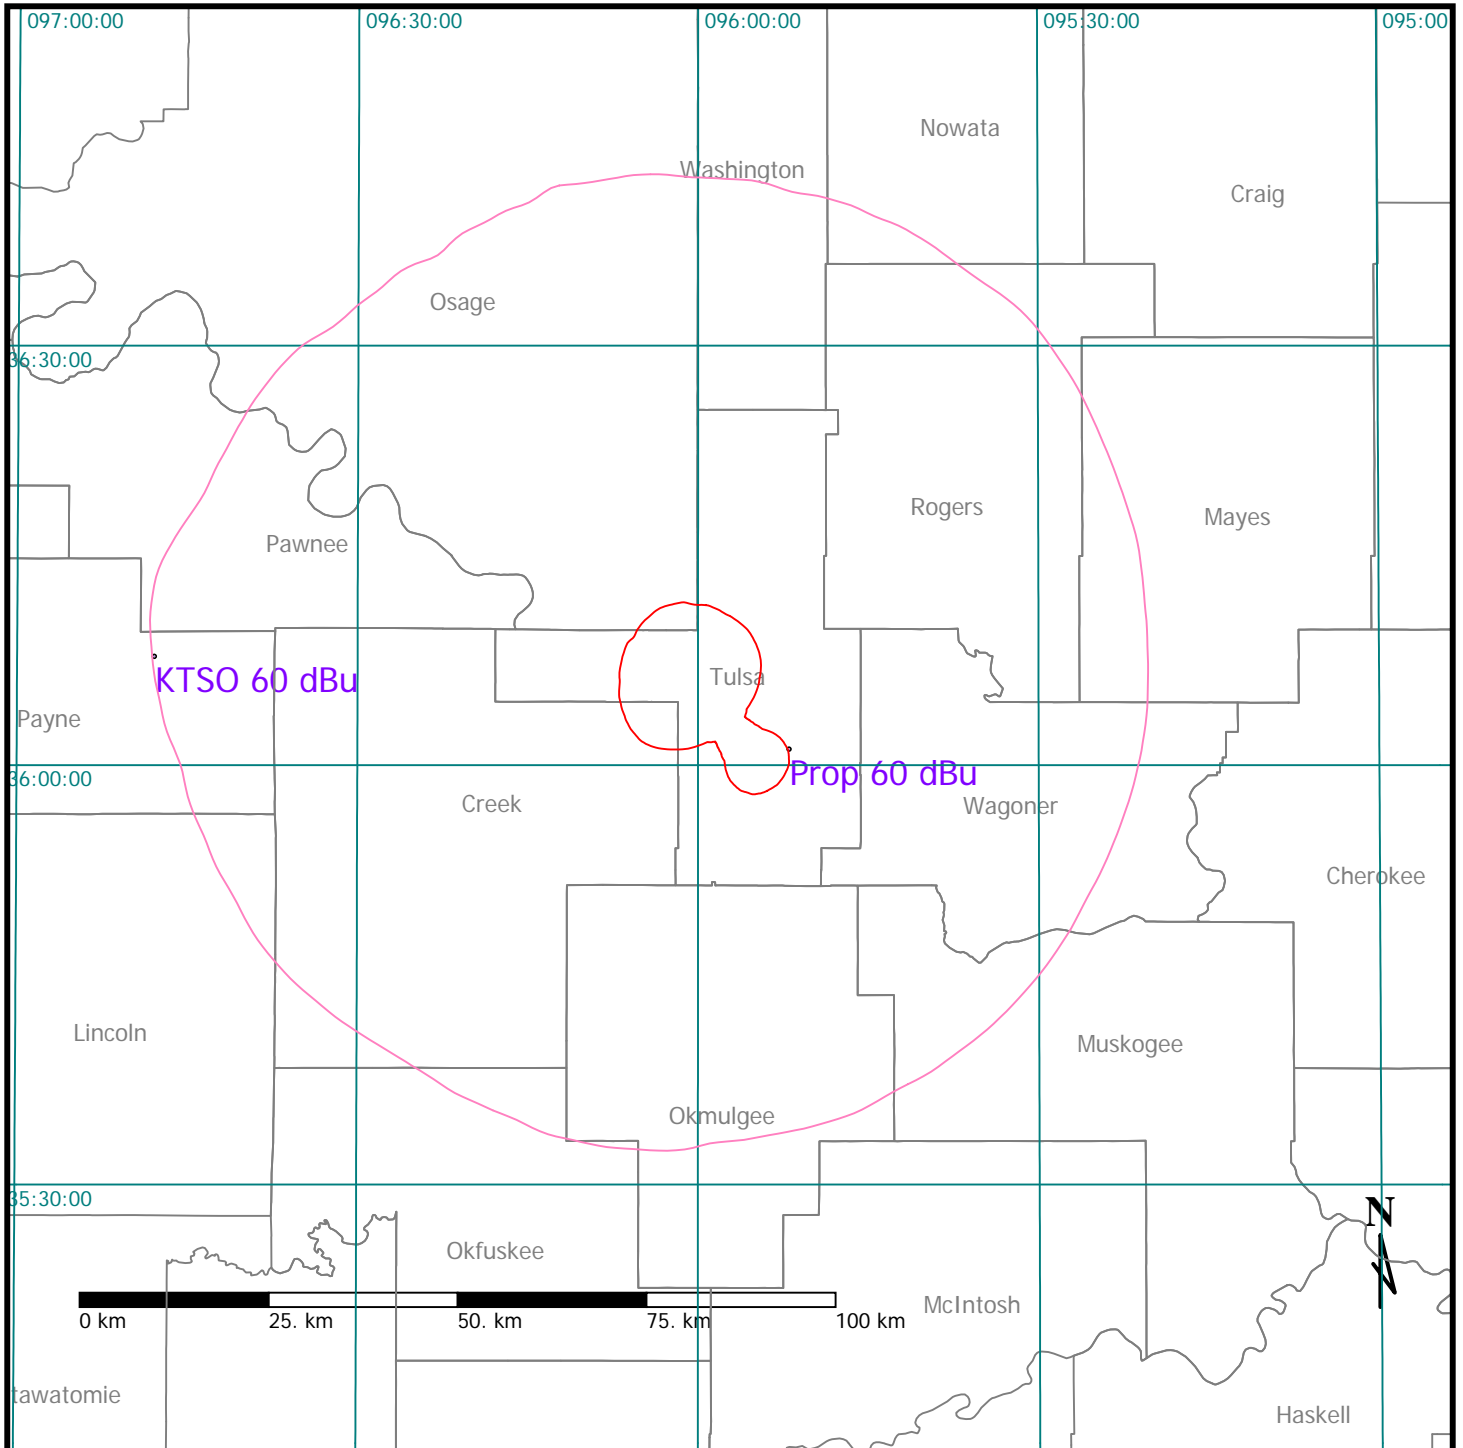 097:00:00 096:30:00 096:00:00 095:30:00 095:00
Nowata
Washington
Craig
Osage
36:30:00
Rogers
Mayes
Pawnee
Tulsa
KTSO 60 dBu
Payne
Prop 60 dBu
36:00:00
Creek
Wagoner
Cherokee
Lincoln
Muskogee
Okmulgee
35:30:00
N
Okfuskee
McIntosh
0 km 25. km 50. km 75. km 100 km
tawatomie
Haskell